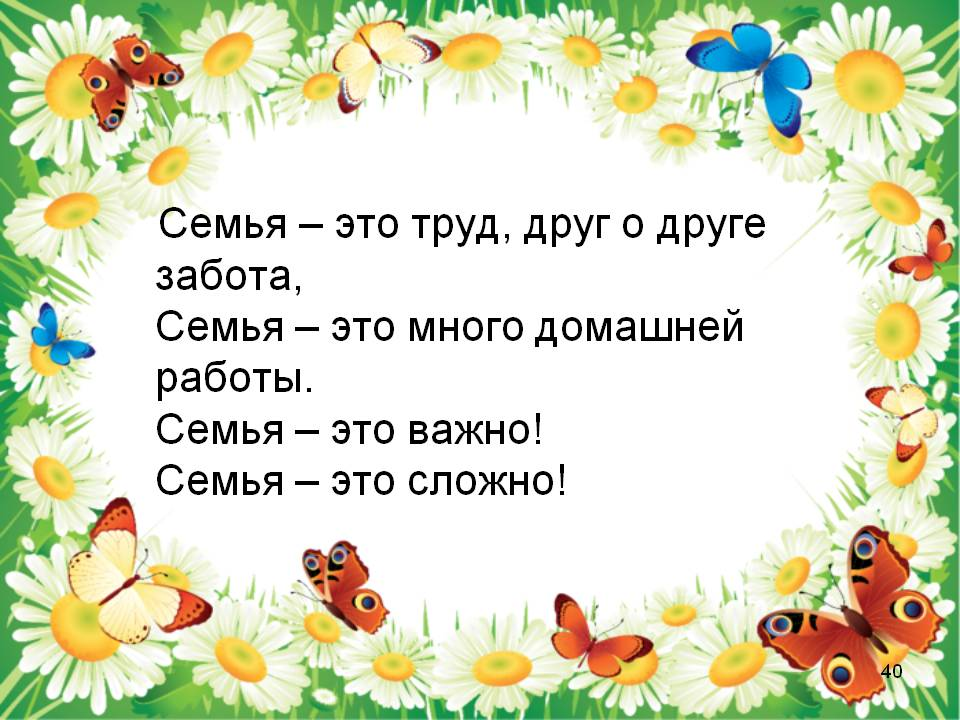 Семья – это труд, друг о друге
забота,
Семья – это много домашней
работы.
Семья – это важно!
Семья – это сложно!
40